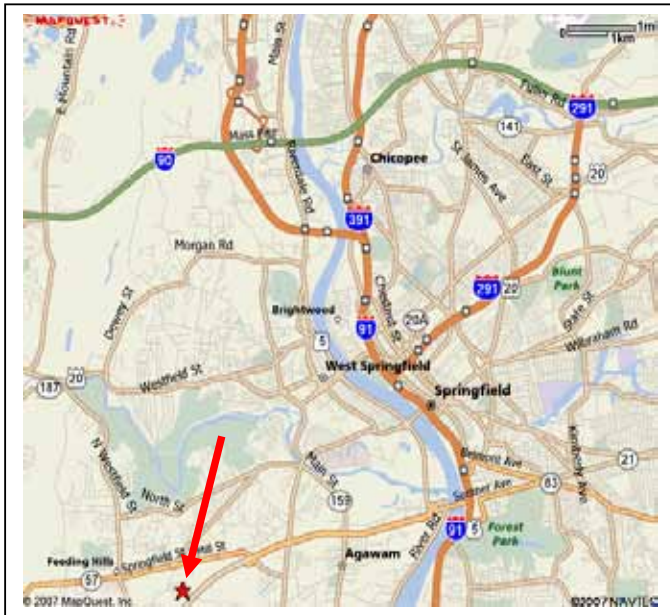 MAPQUEST
1mi
1km
E Mountain Rd
Main St
Fuller Rd
291
141
Mass Pike
90
Riverdale Rd
Chicopee
St James Ave
East St
20
391
Morgan Rd
Blunt Park
291
20
Dewey St
Chestnut St
20A
State St
Brightwood
91
5
Wilbraham Rd
West Springfield
187
20
Westfield St
Springfield
N Westfield St
Main St
Belmont Ave
Kimberly Ave
21
North St
159
Sumner Ave
83
River Rd
91
5
Forest Park
Feeding Hills
S Springfield St
57
Agawam
© 2007 MapQuest, Inc
©2007 NAVTEQ